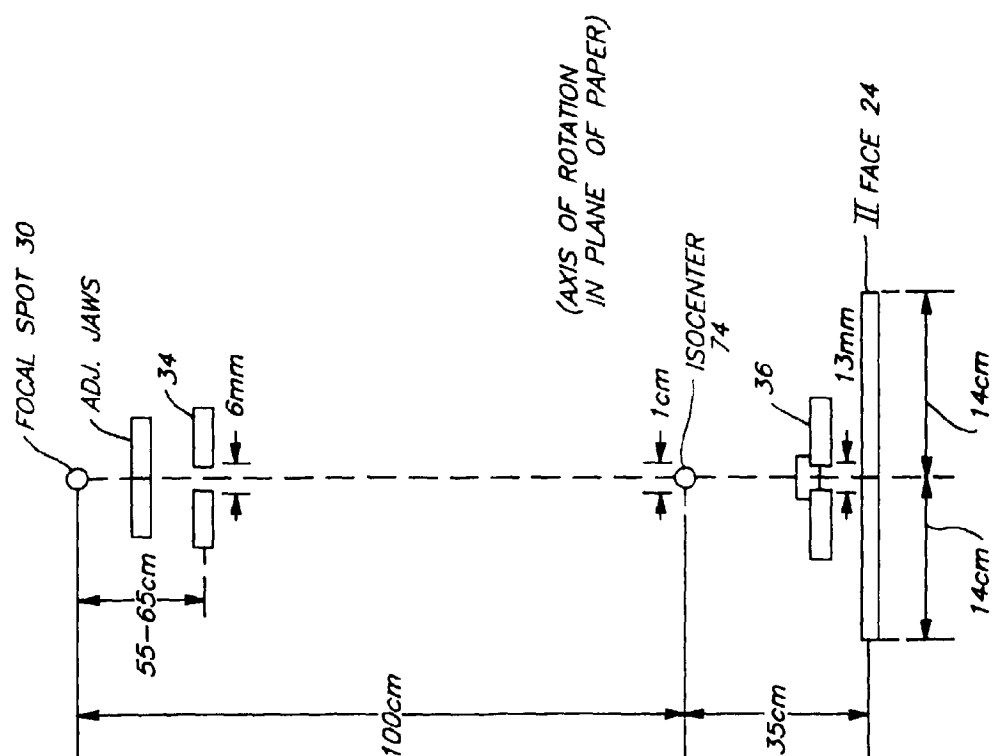 FOCAL SPOT 30
ADJ. JAWS
34
6mm
55-65cm
(AXIS OF ROTATION
IN PLANE OF PAPER)
100cm
1cm
ISOCENTER
74
36
13mm
35cm
II FACE 24
14cm
14cm